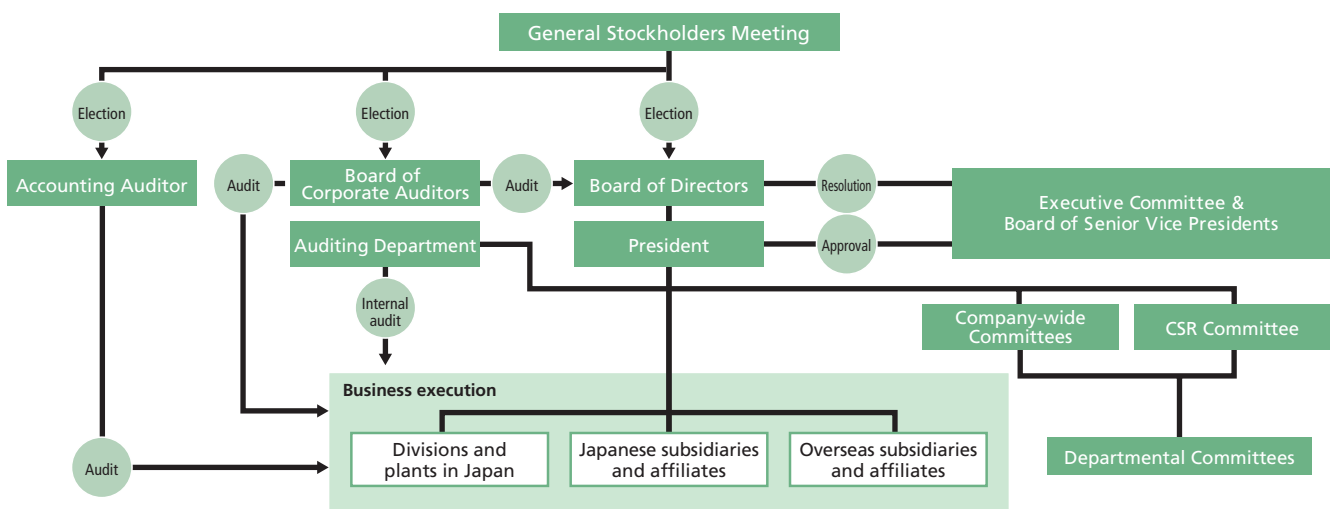 General Stockholders Meeting
Election
Election
Election
Accounting Auditor
Audit
Board of
Corporate Auditors
Audit
Board of Directors
Resolution
Executive Committee &
Board of Senior Vice Presidents
Auditing Department
President
Approval
Internal
audit
Company-wide
Committees
CSR Committee
Business execution
Divisions and
plants in Japan
Japanese subsidiaries
and affiliates
Overseas subsidiaries
and affiliates
Audit
Departmental Committees